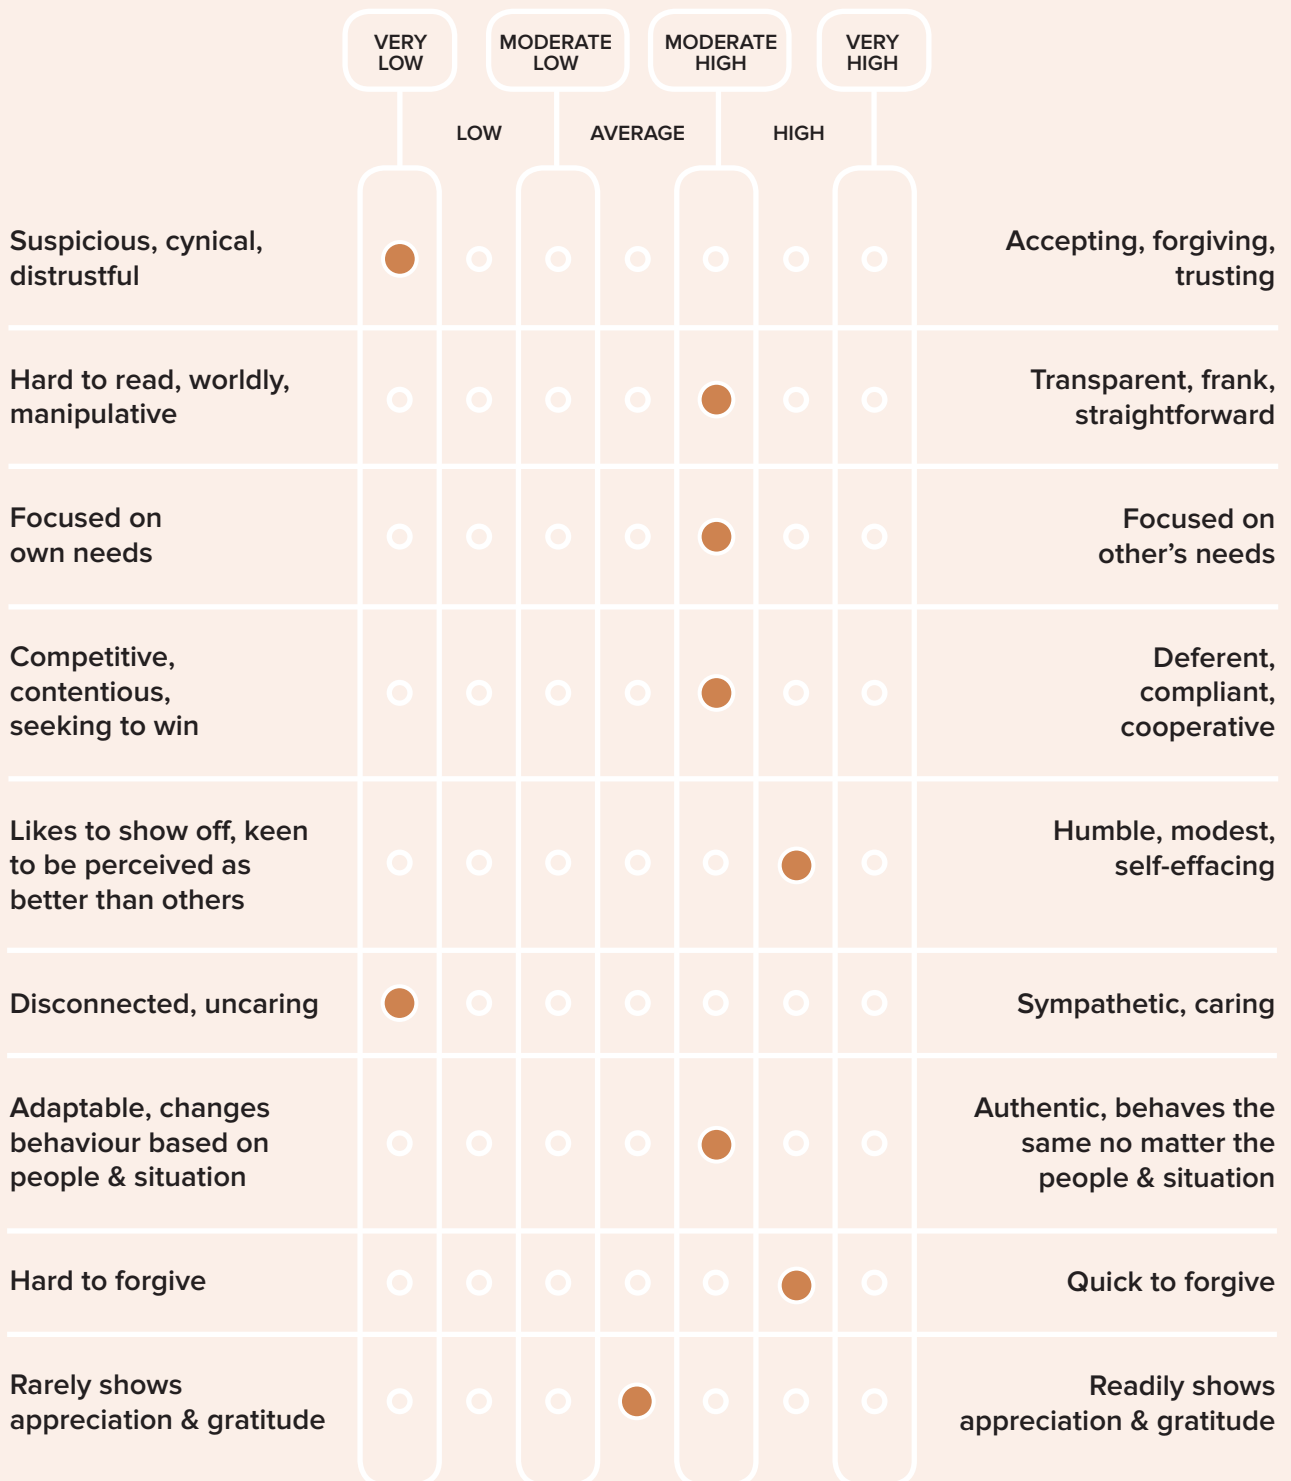 VERY
LOW
MODERATE
LOW
MODERATE
HIGH
VERY
HIGH
LOW
AVERAGE
HIGH
Suspicious, cynical,
distrustful
Accepting, forgiving,
trusting
Hard to read, worldly,
manipulative
Transparent, frank,
straightforward
Focused on
own needs
Focused on
other’s needs
Competitive,
contentious,
seeking to win
Deferent,
compliant,
cooperative
Likes to show off, keen
to be perceived as
better than others
Humble, modest,
self-effacing
Disconnected, uncaring
Sympathetic, caring
Adaptable, changes
behaviour based on
people & situation
Authentic, behaves the
same no matter the
people & situation
Hard to forgive
Quick to forgive
Rarely shows
appreciation & gratitude
Readily shows
appreciation & gratitude